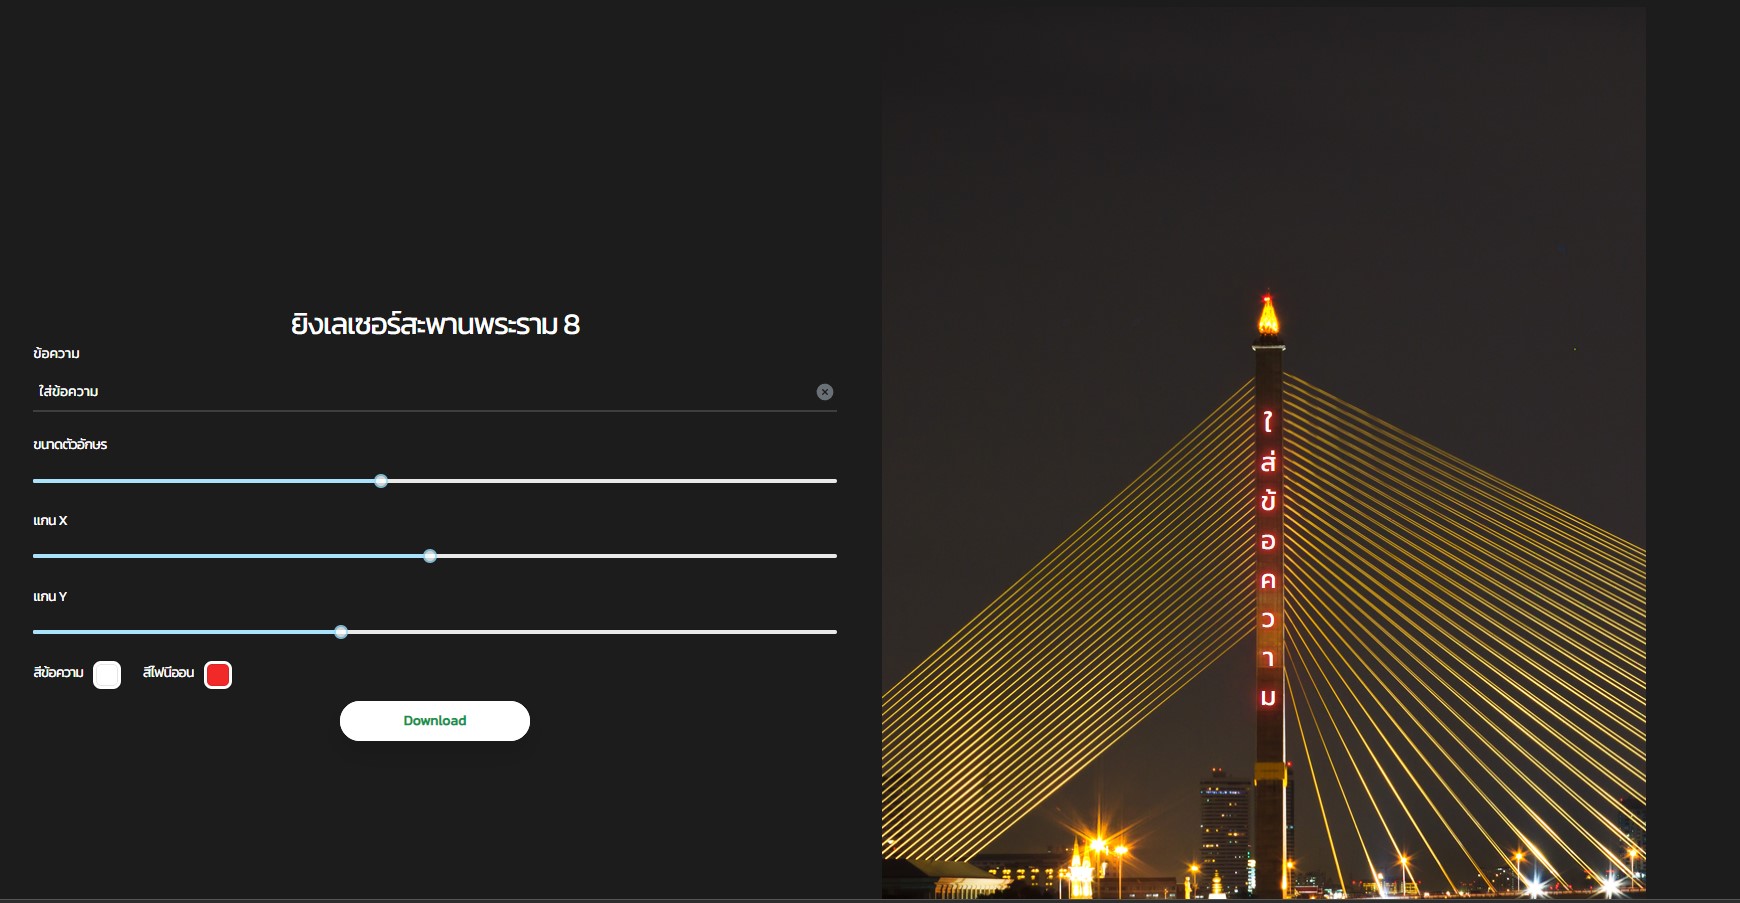 ยิงเลเซอร์สะพานพระราม 8
ข้อความ
ใส่ข้อความ
ขนาดตัวอักษร
แกน X
แกน Y
สีข้อความ สีไฟนีออน
Download
ใ
ส่
ข้
อ
ค
ว
า
ม